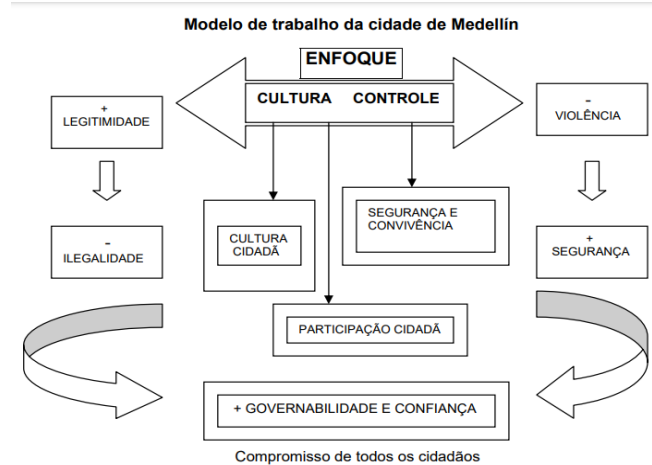 Modelo de trabalho da cidade de Medellín
ENFOQUE
CULTURA CONTROLE
+
LEGITIMIDADE
-
VIOLÊNCIA
-
ILEGALIDADE
CULTURA
CIDADÃ
SEGURANÇA E
CONVIVÊNCIA
+
SEGURANÇA
PARTICIPAÇÃO CIDADÃ
+ GOVERNABILIDADE E CONFIANÇA
Compromisso de todos os cidadãos